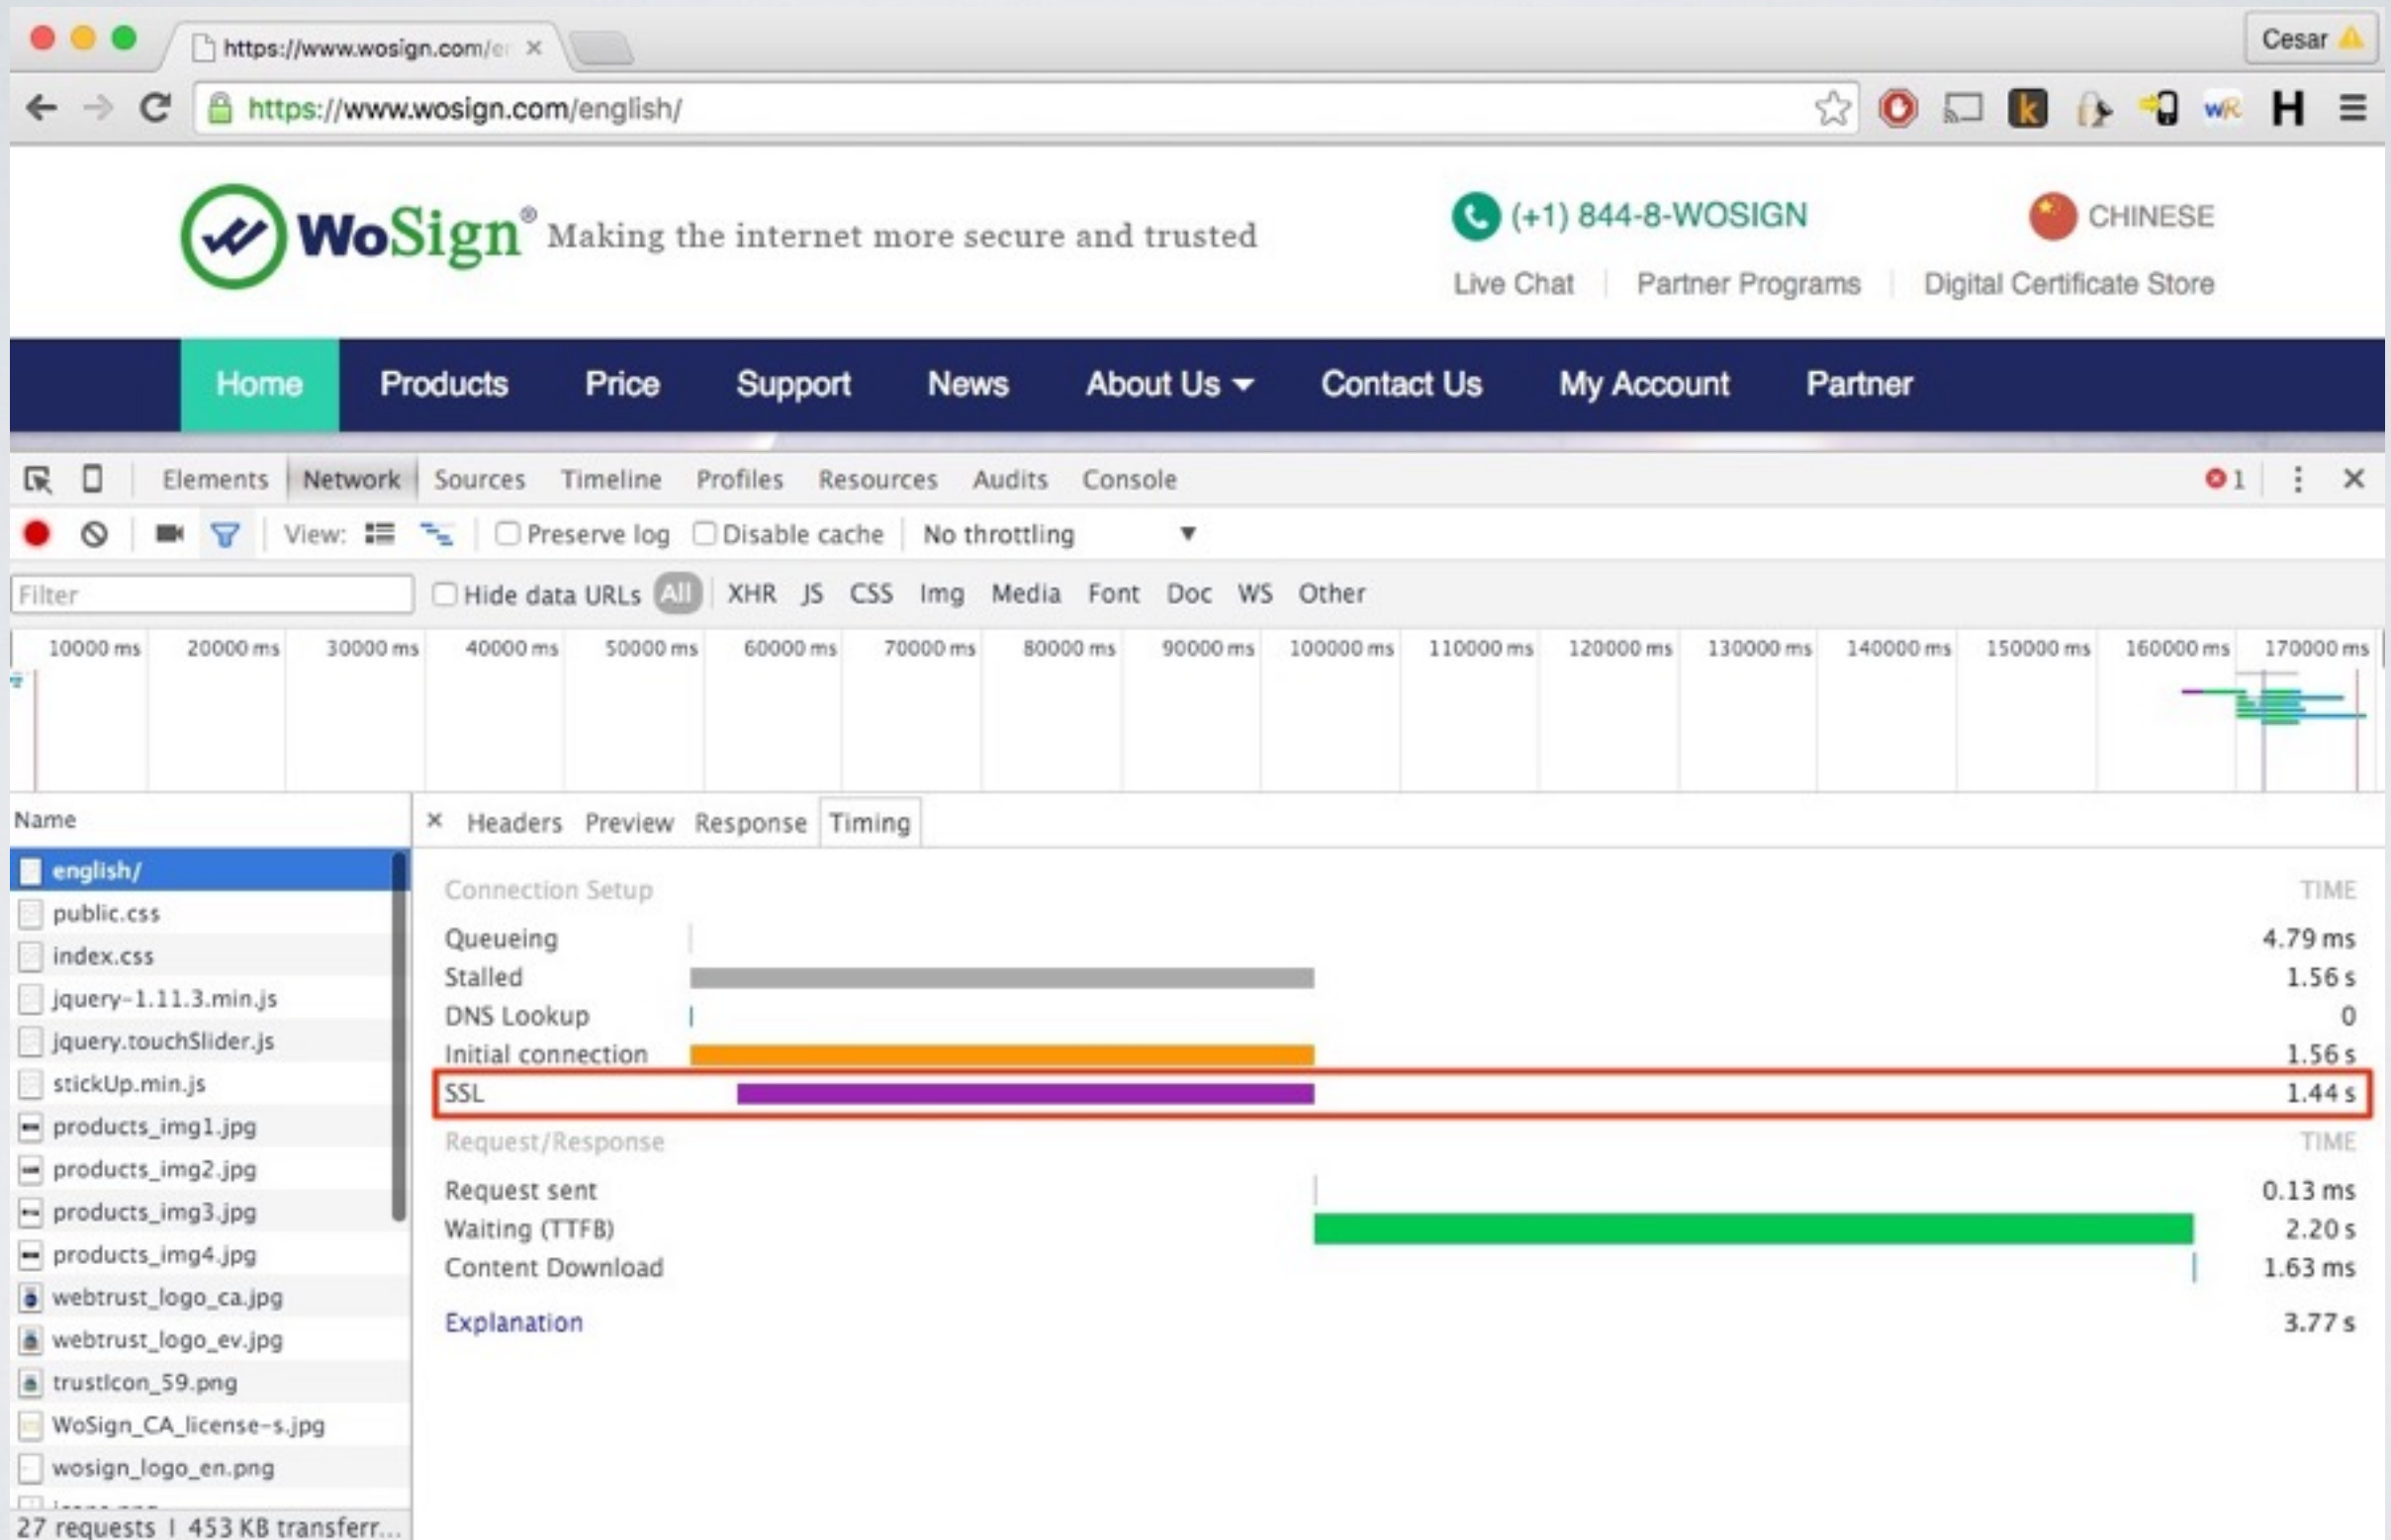 https://www.wosign.com/en
Cesar
https://www.wosign.com/english/
WoSign® Making the internet more secure and trusted
(+1) 844-8-WOSIGN CHINESE
Live Chat Partner Programs Digital Certificate Store
Home Products Price Support News About Us Contact Us My Account Partner
Elements Network Sources Timeline Profiles Resources Audits Console 1
View: Preserve log Disable cache No throttling
Filter Hide data URLs All XHR JS CSS Img Media Font Doc WS Other
10000 ms 20000 ms 30000 ms 40000 ms 50000 ms 60000 ms 70000 ms 80000 ms 90000 ms 100000 ms 110000 ms 120000 ms 130000 ms 140000 ms 150000 ms 160000 ms 170000 ms
Name
english/
public.css
index.css
jquery-1.11.3.min.js
jquery.touchSlider.js
stickUp.min.js
products_img1.jpg
products_img2.jpg
products_img3.jpg
products_img4.jpg
webtrust_logo_ca.jpg
webtrust_logo_ev.jpg
trustIcon_59.png
WoSign_CA_license-s.jpg
wosign_logo_en.png
27 requests | 453 KB transferr...
Headers Preview Response Timing
Connection Setup TIME
Queueing 4.79 ms
Stalled 1.56 s
DNS Lookup 0
Initial connection 1.56 s
SSL 1.44 s
Request/Response TIME
Request sent 0.13 ms
Waiting (TTFB) 2.20 s
Content Download 1.63 ms
Explanation 3.77 s